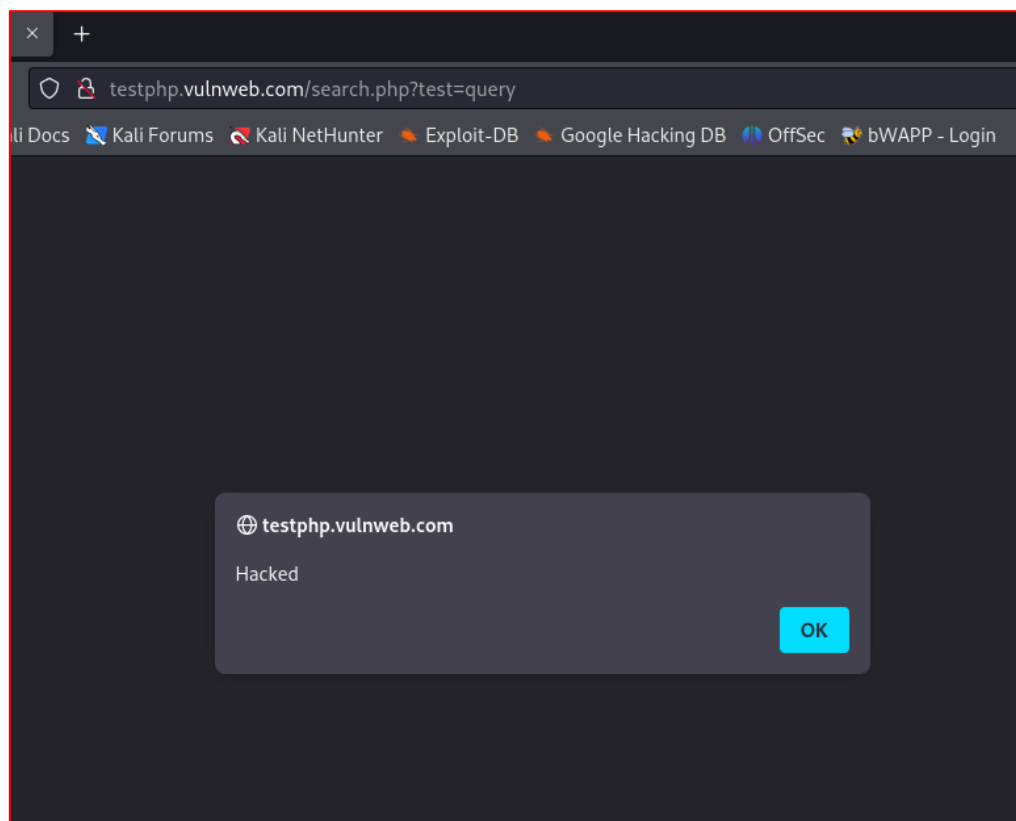 testphp.vulnweb.com/search.php?test=query
li Docs Kali Forums Kali NetHunter Exploit-DB Google Hacking DB OffSec bWAPP - Login
testphp.vulnweb.com
Hacked
OK